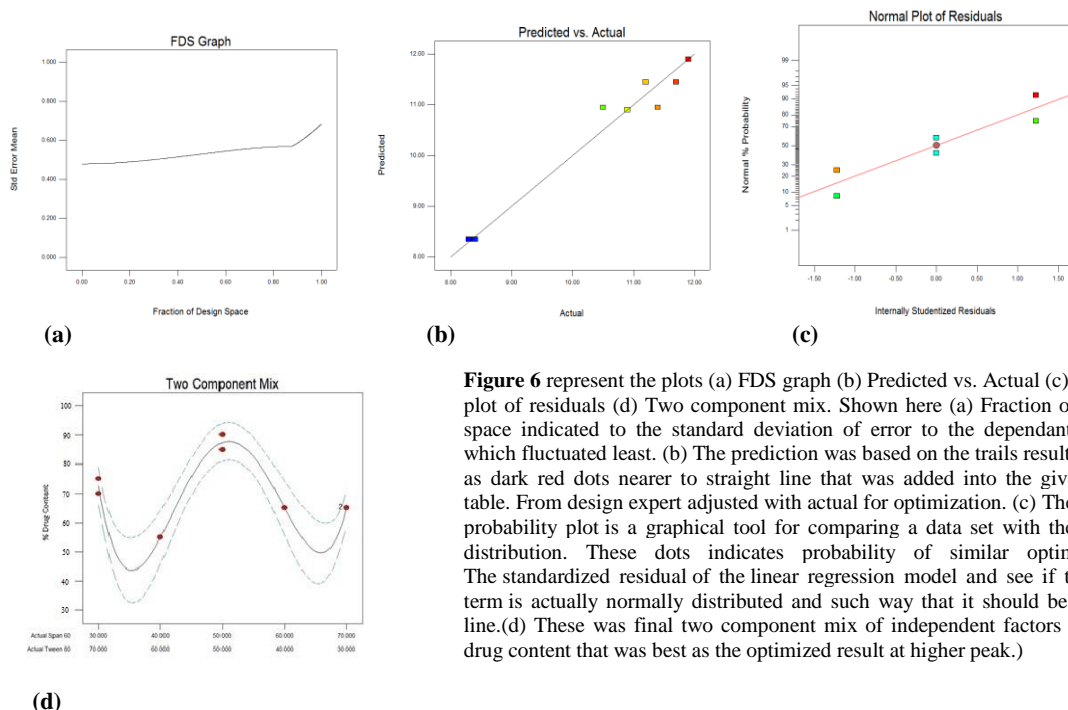 FDS Graph
1.000
0.800
0.600
0.400
0.200
0.000
Std Error Mean
0.00 0.20 0.40 0.60 0.80 1.00
Fraction of Design Space
(a)
Predicted vs. Actual
12.00
11.00
10.00
9.00
8.00
Predicted
8.00 9.00 10.00 11.00 12.00
Actual
(b)
Normal Plot of Residuals
99
95
90
80
70
50
30
20
10
5
1
Normal % Probability
-1.50 -1.00 -0.50 0.00 0.50 1.00 1.50
Internally Studentized Residuals
(c)
Two Component Mix
100
90
80
70
60
50
40
30
% Drug Content
2
Actual Span 60 30.000 40.000 50.000 60.000 70.000
Actual Tween 60 70.000 60.000 50.000 40.000 30.000
(d)
Figure 6 represent the plots (a) FDS graph (b) Predicted vs. Actual (c)
plot of residuals (d) Two component mix. Shown here (a) Fraction o
space indicated to the standard deviation of error to the dependant
which fluctuated least. (b) The prediction was based on the trails result
as dark red dots nearer to straight line that was added into the giv
table. From design expert adjusted with actual for optimization. (c) The
probability plot is a graphical tool for comparing a data set with the
distribution. These dots indicates probability of similar optin
The standardized residual of the linear regression model and see if t
term is actually normally distributed and such way that it should be
line.(d) These was final two component mix of independent factors
drug content that was best as the optimized result at higher peak.)